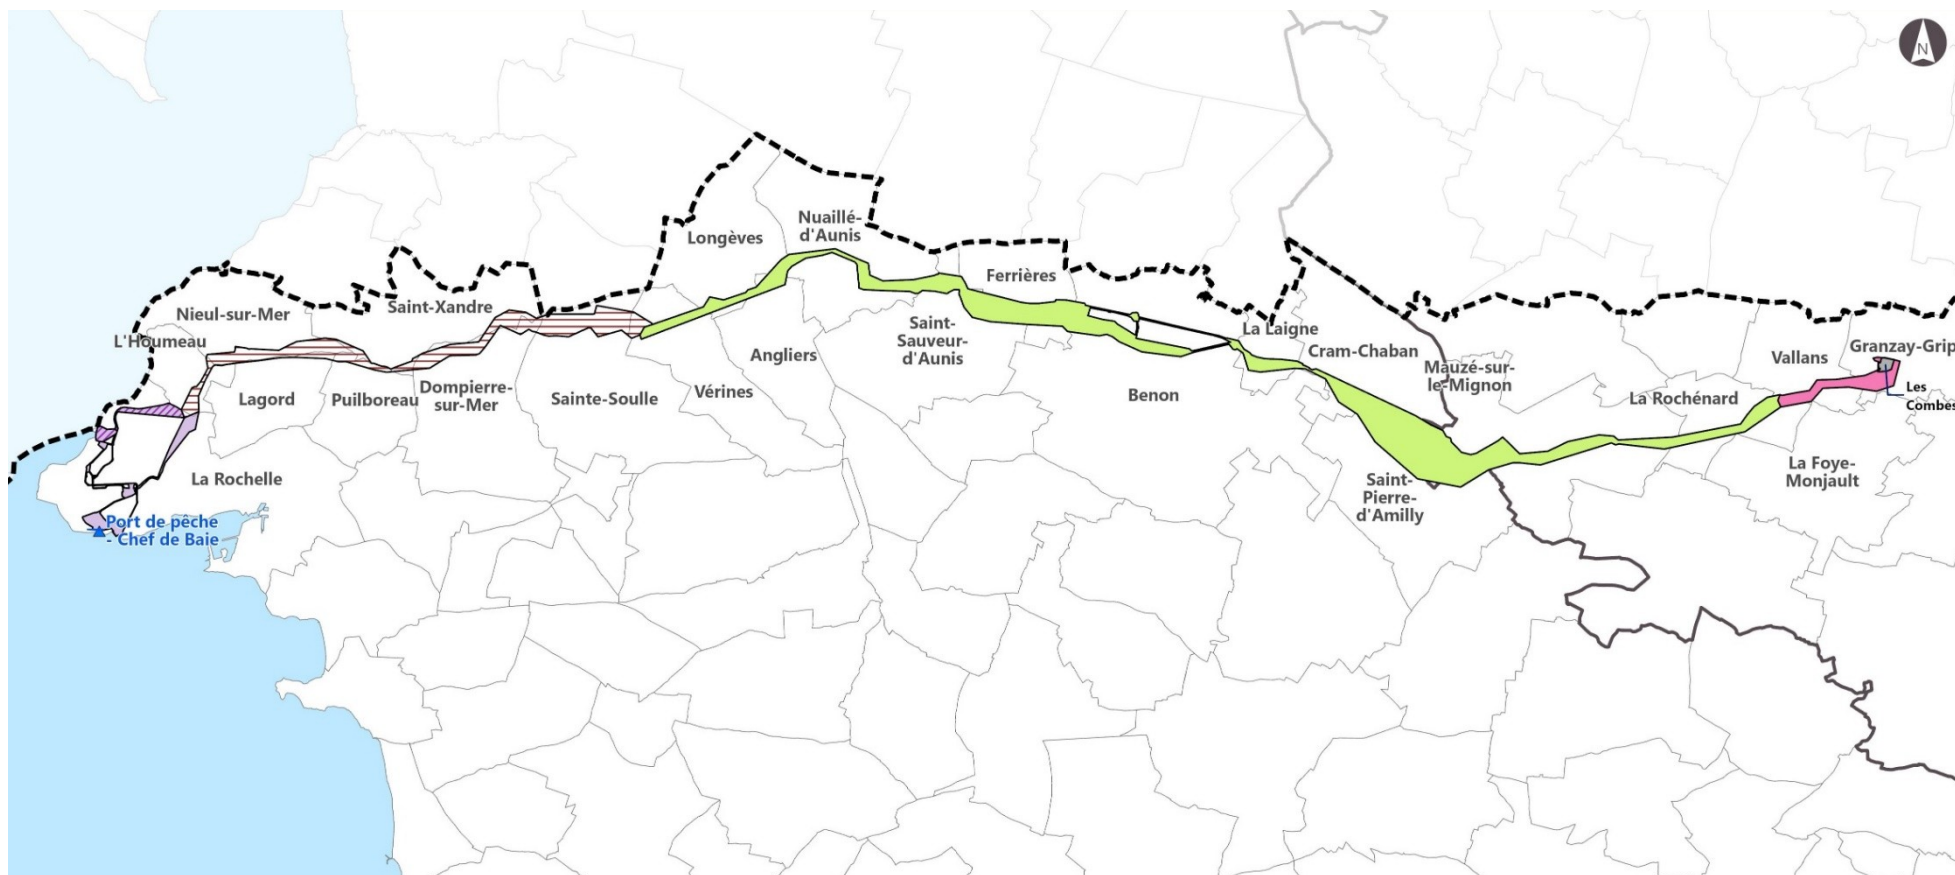 N
Longèves
Nuaillé-
d'Aunis
Ferrières
Nieul-sur-Mer
Saint-Xandre
L'Houmeau
Saint-
Sauveur-
d'Aunis
La Laigne
Cram-Chaban
Mauzé-sur-
le-Mignon
Vallans
Granzay-Grip
Les
Combes
Angliers
Vérines
Lagord
Puilboreau
Dompierre-
sur-Mer
Sainte-Soulle
Benon
La Rochénard
La Foye-
Monjault
La Rochelle
Saint-
Pierre-
d'Amilly
Port de pêche
- Chef de Baie